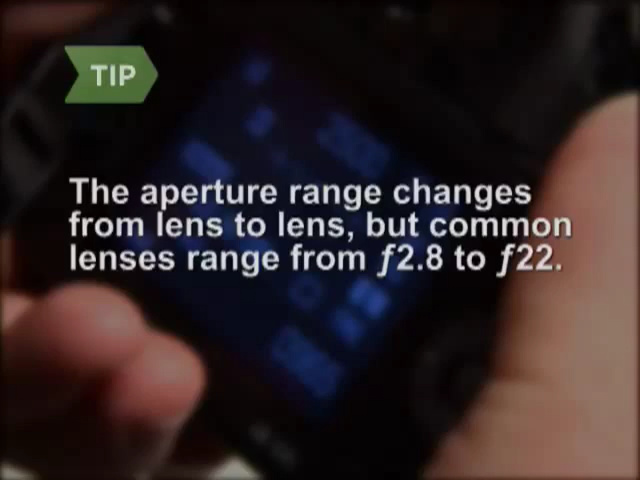 TIP
The aperture range changes
from lens to lens, but common
lenses range from ƒ2.8 to ƒ22.